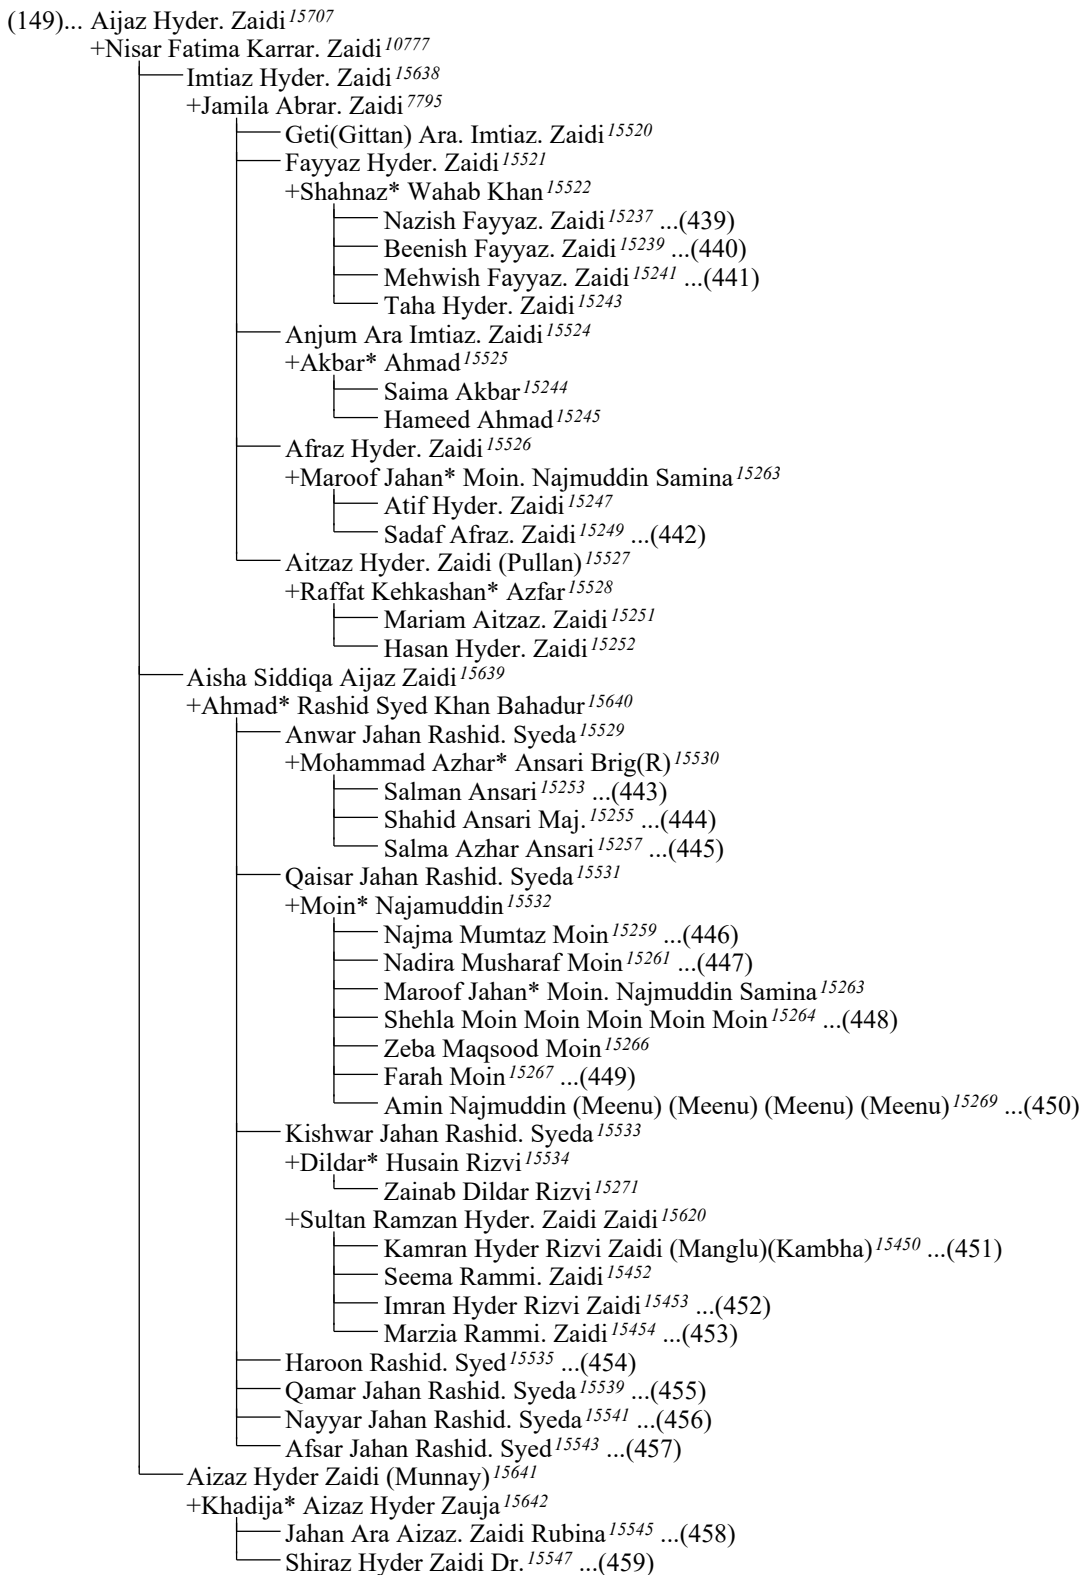 (149)... Aijaz Hyder. Zaidi 15707
+Nisar Fatima Karrar. Zaidi 10777
Imtiaz Hyder. Zaidi 15638
+Jamila Abrar. Zaidi 7795
Geti(Gittan) Ara. Imtiaz. Zaidi 15520
Fayyaz Hyder. Zaidi 15521
+Shahnaz* Wahab Khan 15522
Nazish Fayyaz. Zaidi 15237 ...(439)
Beenish Fayyaz. Zaidi 15239 ...(440)
Mehwish Fayyaz. Zaidi 15241 ...(441)
Taha Hyder. Zaidi 15243
Anjum Ara Imtiaz. Zaidi 15524
+Akbar* Ahmad 15525
Saima Akbar 15244
Hameed Ahmad 15245
Afraz Hyder. Zaidi 15526
+Maroof Jahan* Moin. Najmuddin Samina 15263
Atif Hyder. Zaidi 15247
Sadaf Afraz. Zaidi 15249 ...(442)
Aitzaz Hyder. Zaidi (Pullan) 15527
+Raffat Kehkashan* Azfar 15528
Mariam Aitzaz. Zaidi 15251
Hasan Hyder. Zaidi 15252
Aisha Siddiqa Aijaz Zaidi 15639
+Ahmad* Rashid Syed Khan Bahadur 15640
Anwar Jahan Rashid. Syeda 15529
+Mohammad Azhar* Ansari Brig(R) 15530
Salman Ansari 15253 ...(443)
Shahid Ansari Maj. 15255 ...(444)
Salma Azhar Ansari 15257 ...(445)
Qaisar Jahan Rashid. Syeda 15531
+Moin* Najamuddin 15532
Najma Mumtaz Moin 15259 ...(446)
Nadira Musharaf Moin 15261 ...(447)
Maroof Jahan* Moin. Najmuddin Samina 15263
Shehla Moin Moin Moin Moin Moin 15264 ...(448)
Zeba Maqsood Moin 15266
Farah Moin 15267 ...(449)
Amin Najmuddin (Meenu) (Meenu) (Meenu) (Meenu) 15269 ...(450)
Kishwar Jahan Rashid. Syeda 15533
+Dildar* Husain Rizvi 15534
Zainab Dildar Rizvi 15271
+Sultan Ramzan Hyder. Zaidi Zaidi 15620
Kamran Hyder Rizvi Zaidi (Manglu)(Kambha) 15450 ...(451)
Seema Rammi. Zaidi 15452
Imran Hyder Rizvi Zaidi 15453 ...(452)
Marzia Rammi. Zaidi 15454 ...(453)
Haroon Rashid. Syed 15535 ...(454)
Qamar Jahan Rashid. Syeda 15539 ...(455)
Nayyar Jahan Rashid. Syeda 15541 ...(456)
Afsar Jahan Rashid. Syed 15543 ...(457)
Aizaz Hyder Zaidi (Munnay) 15641
+Khadija* Aizaz Hyder Zauja 15642
Jahan Ara Aizaz. Zaidi Rubina 15545 ...(458)
Shiraz Hyder Zaidi Dr. 15547 ...(459)